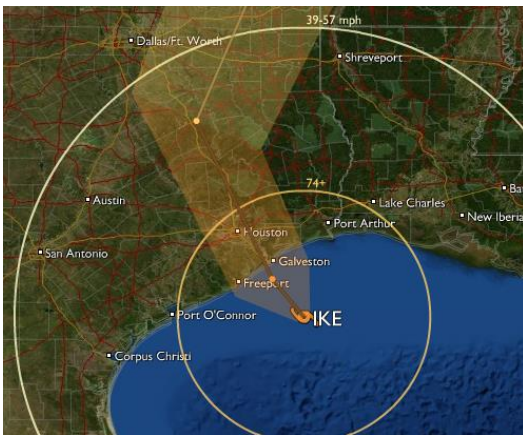 39-57 mph
Dallas/Ft. Worth
Shreveport
74+
Austin
Lake Charles
Ba
New Iberia
Port Arthur
Houston
San Antonio
Galveston
Freeport
Port O'Connor
IKE
Corpus Christi